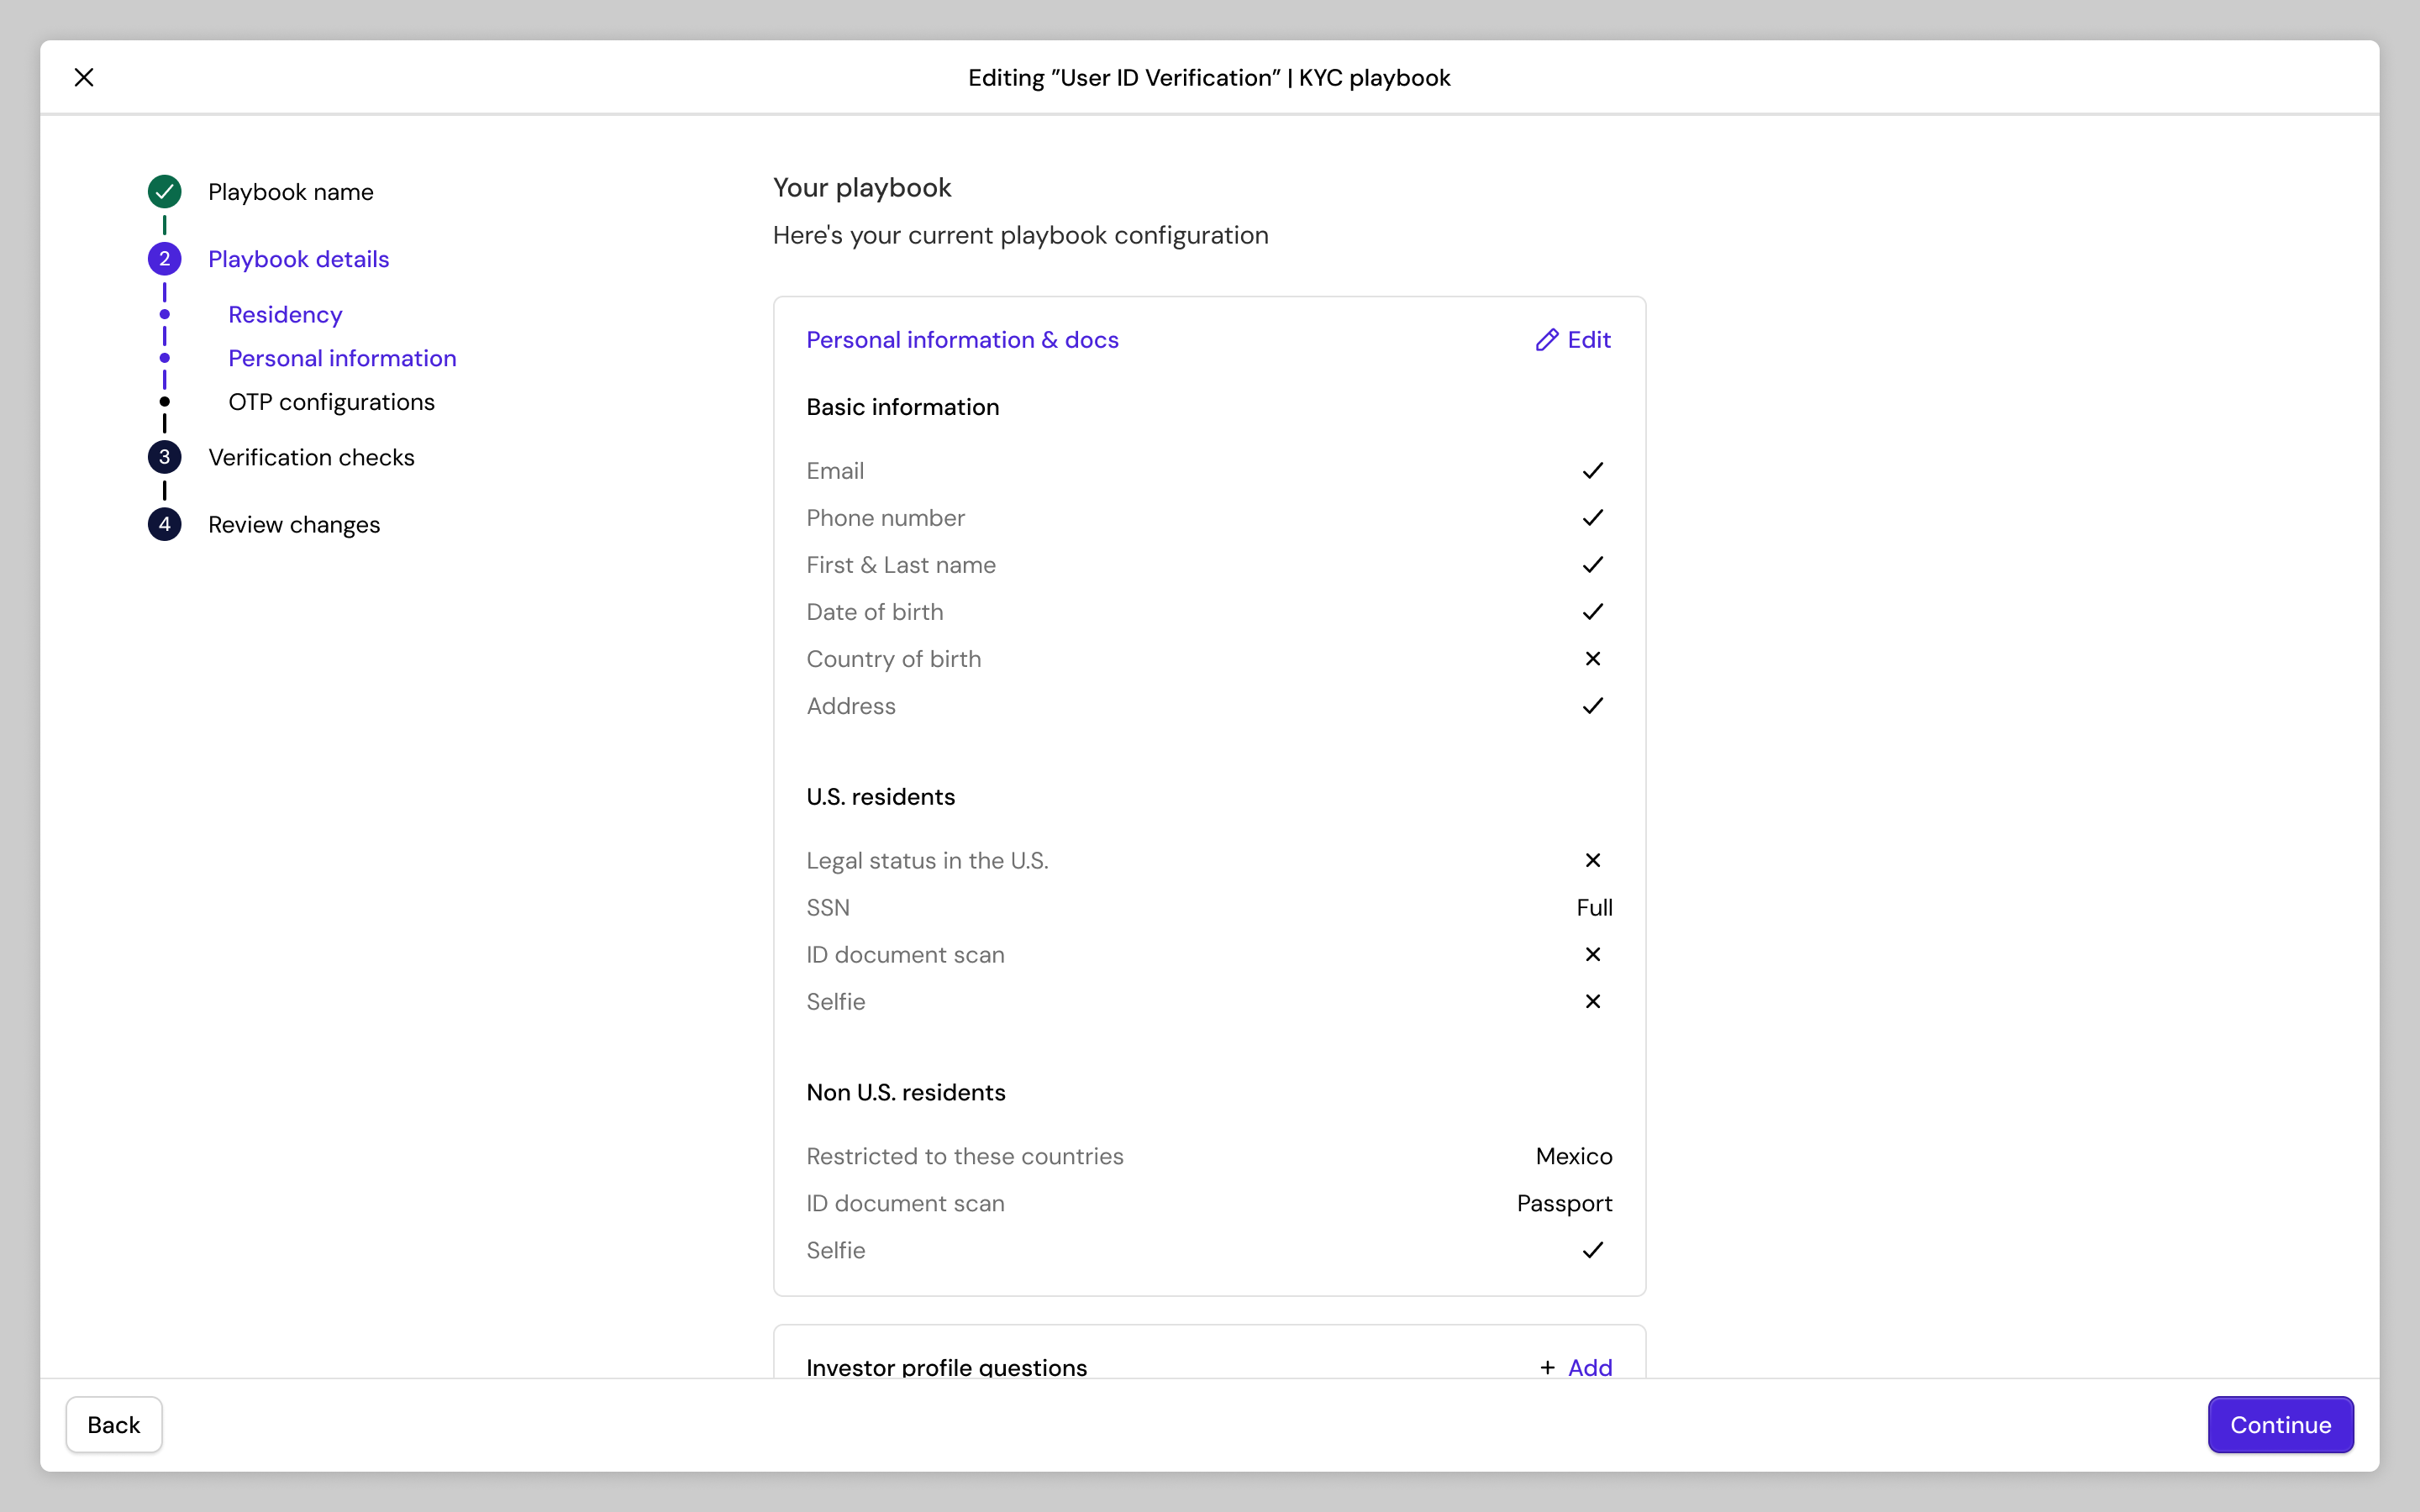 Editing ”User ID Verification” | KYC playbook
Playbook name
2 Playbook details
Residency
Personal information
OTP configurations
3 Verification checks
4 Review changes
Your playbook
Here's your current playbook configuration
Personal information & docs Edit
Basic information
Email
Phone number
First & Last name
Date of birth
Country of birth
Address
U.S. residents
Legal status in the U.S.
SSN Full
ID document scan
Selfie
Non U.S. residents
Restricted to these countries Mexico
ID document scan Passport
Selfie
Investor profile questions + Add
Back Continue